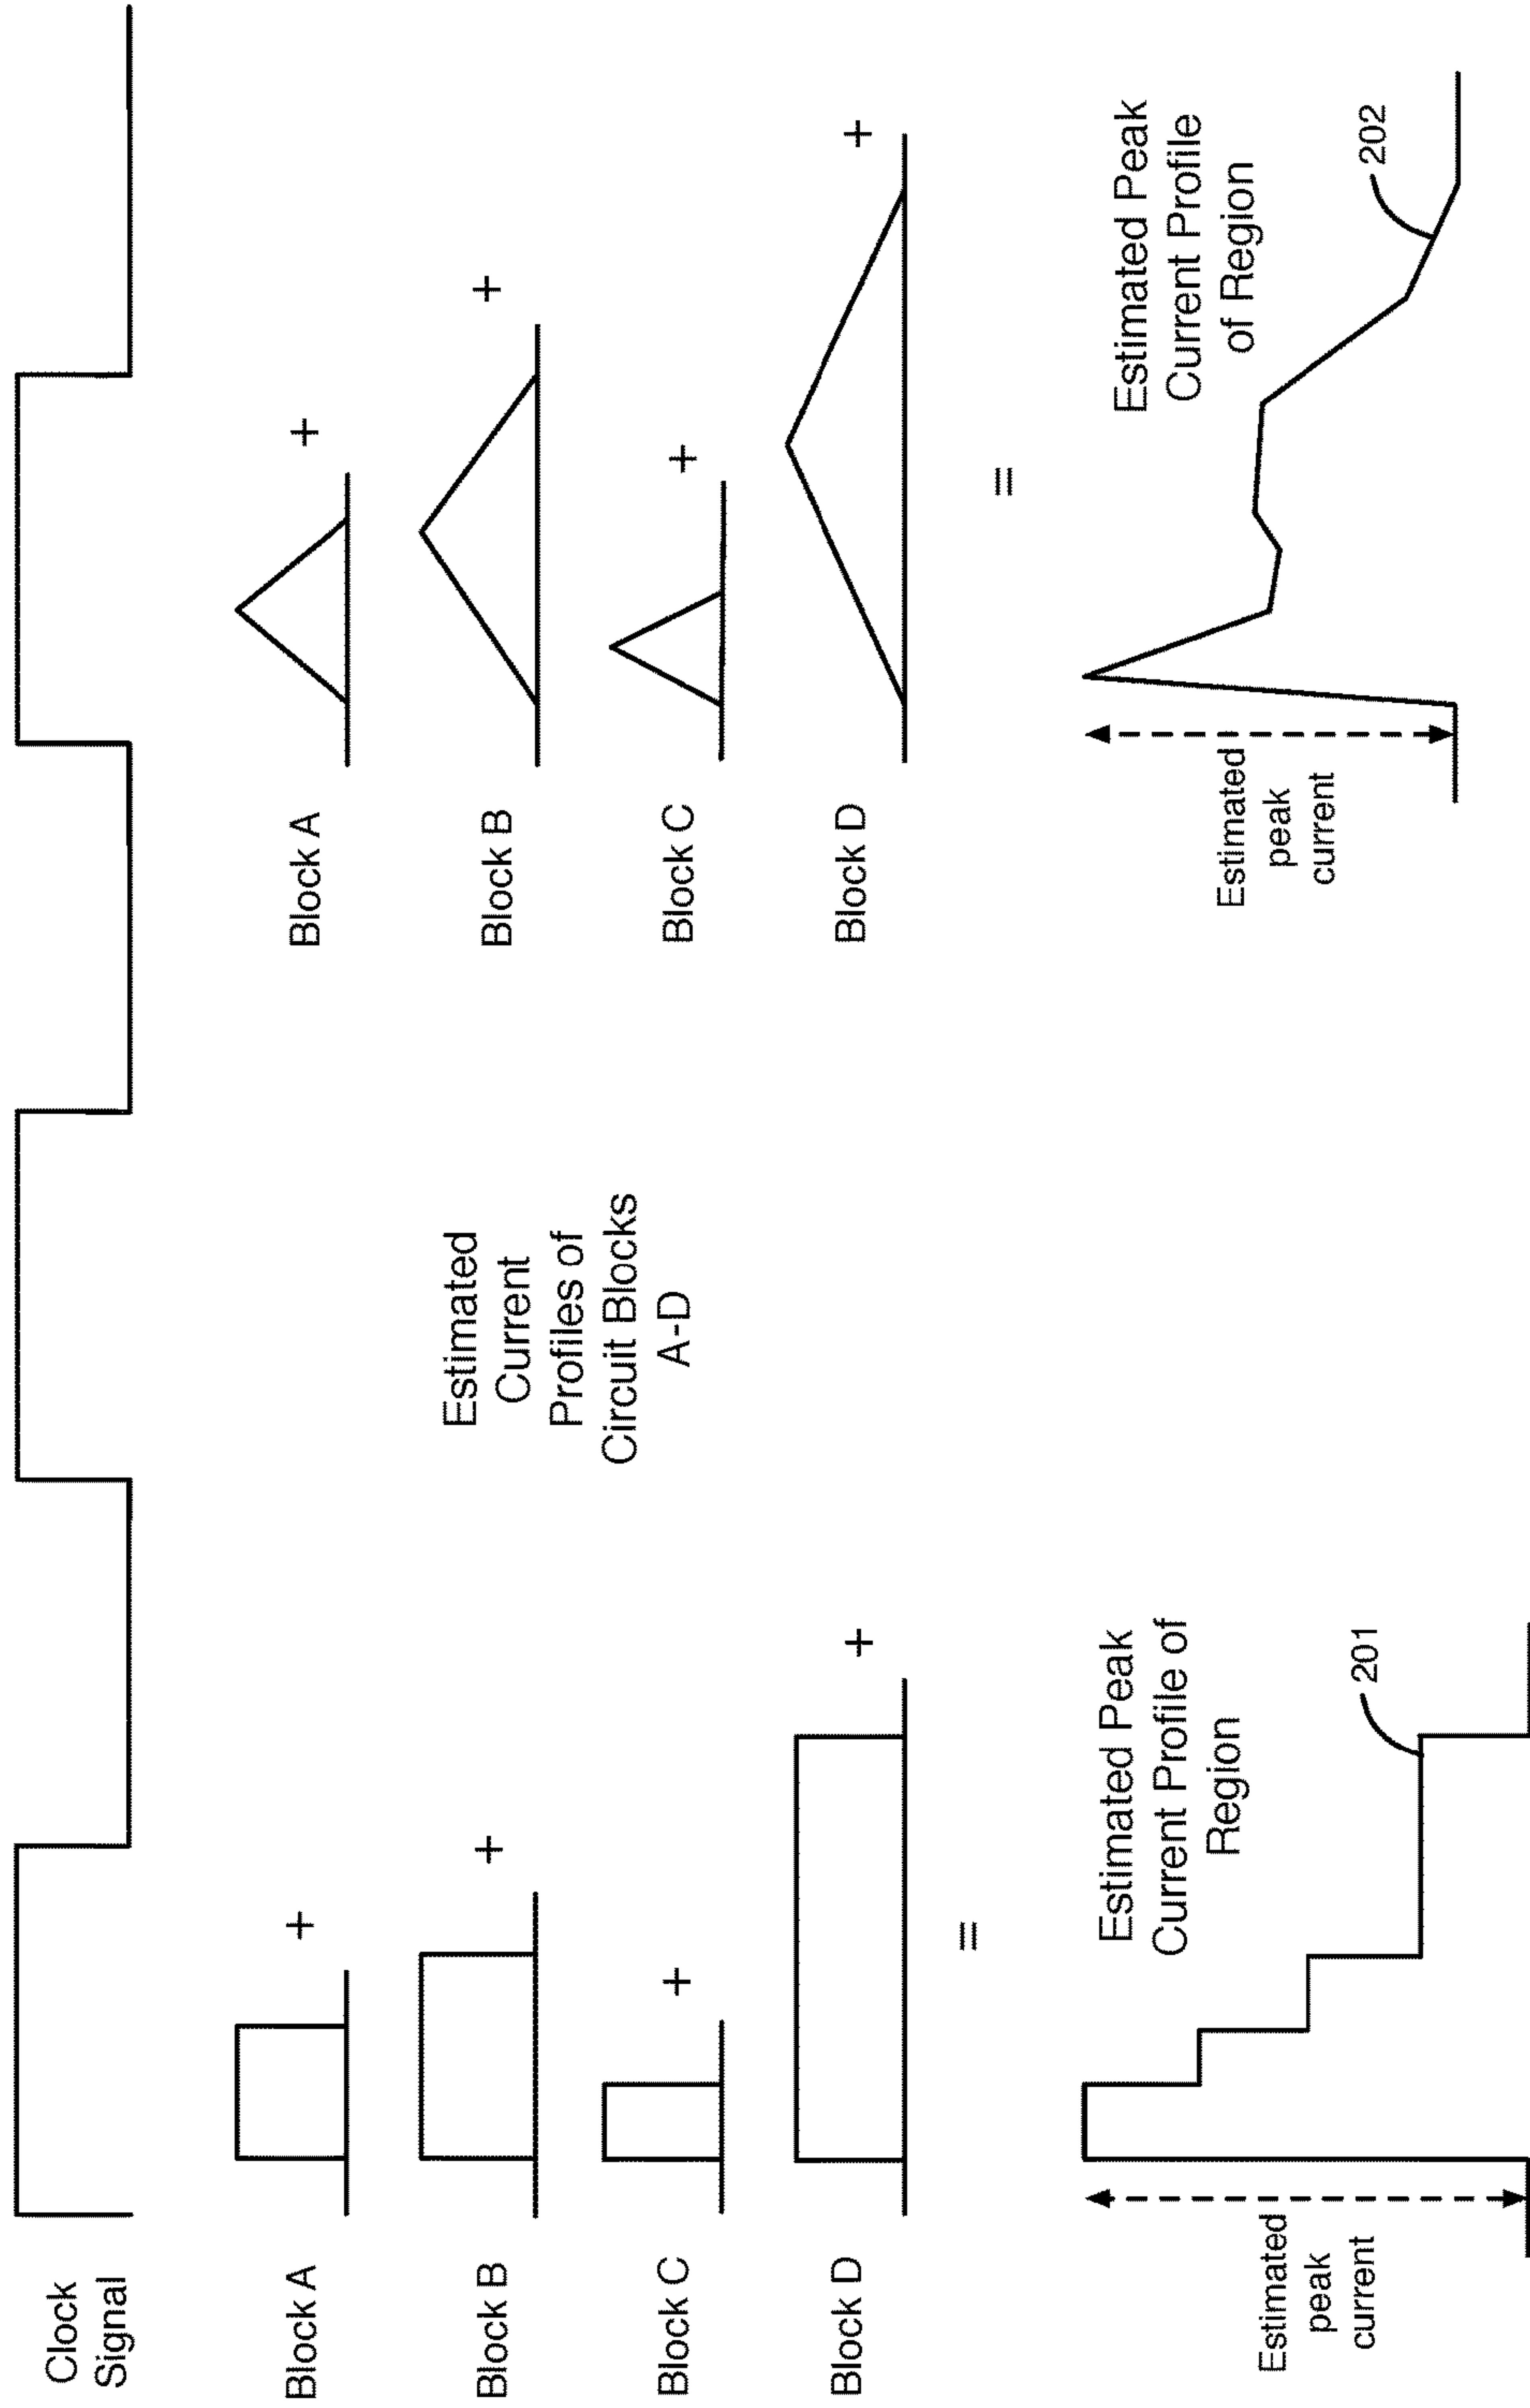 Clock
Signal
Block A
+
Block A
+
Block B
+
Estimated
Current
Profiles of
Circuit Blocks
A-D
Block B
+
Block C
+
Block C
+
Block D
+
Block D
+
=
=
Estimated Peak
Current Profile of
Region
201
Estimated
peak
current
Estimated Peak
Current Profile
of Region
202
Estimated
peak
current